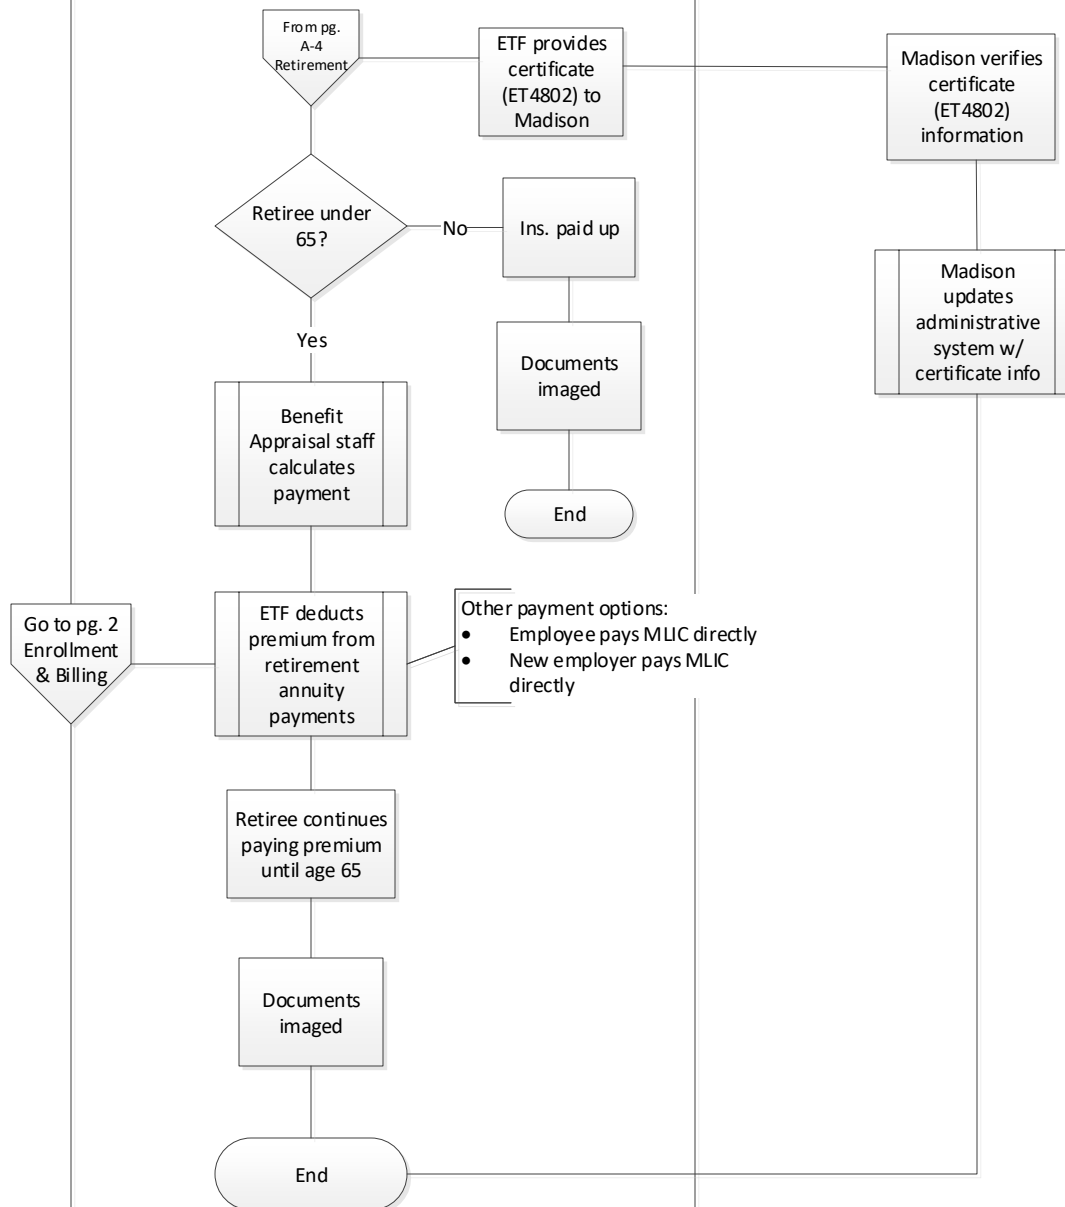 From pg.
A-4
Retirement
ETF provides
certificate
(ET4802) to
Madison
Madison verifies
certificate
(ET4802)
information
Retiree under
65?
No
Ins. paid up
Madison
updates
administrative
system w/
certificate info
Yes
Documents
imaged
Benefit
Appraisal staff
calculates
payment
End
Go to pg. 2
Enrollment
& Billing
ETF deducts
premium from
retirement
annuity
payments
Other payment options:
• Employee pays MLIC directly
• New employer pays MLIC
directly
Retiree continues
paying premium
until age 65
Documents
imaged
End